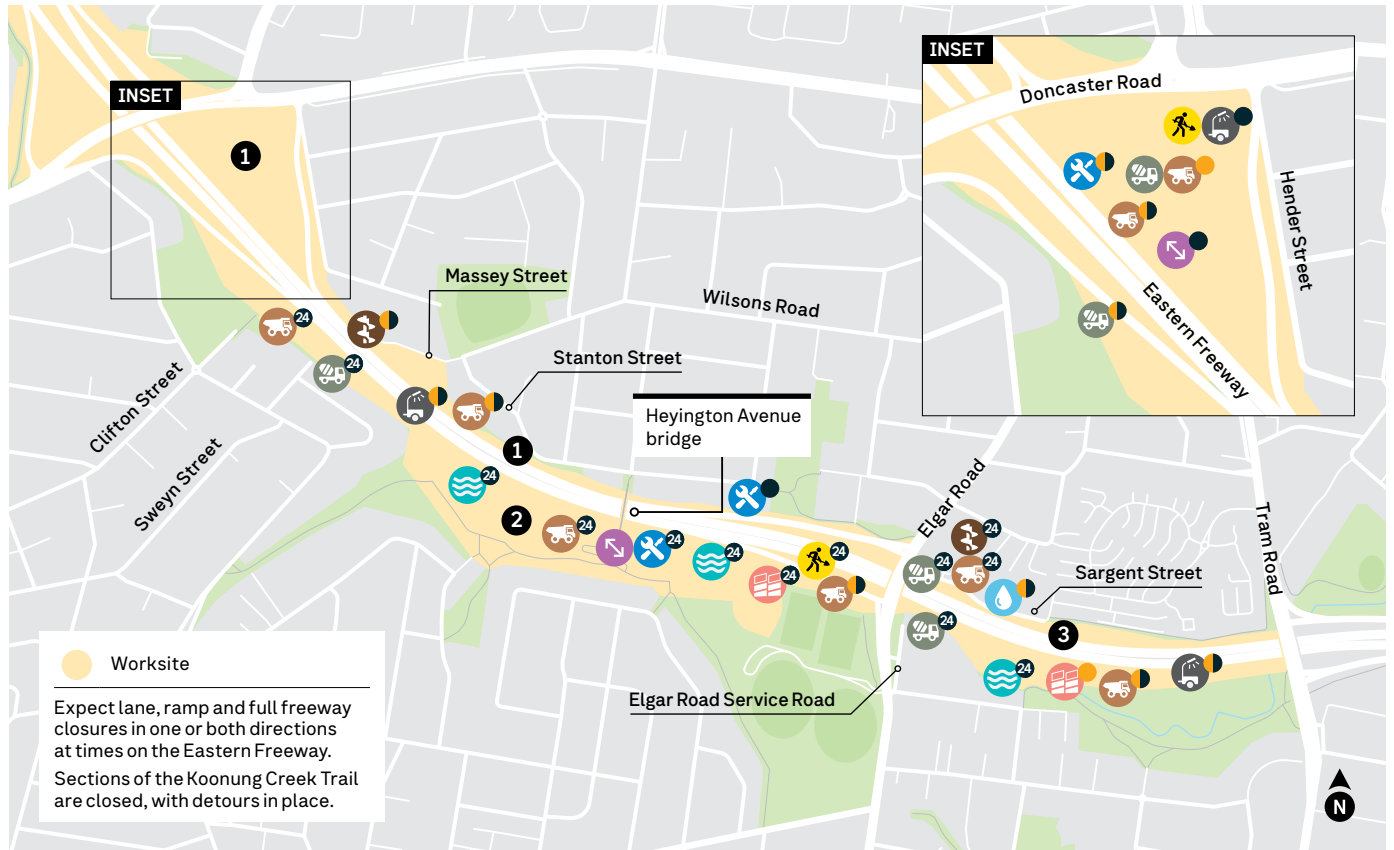 INSET
1
INSET
Doncaster Road
Hender Street
Eastern Freeway
Massey Street
Wilsons Road
24
24
Stanton Street
Clifton Street
Sweyn Street
Heyington Avenue
bridge
1
24
2
24
24
24
24
24
Elgar Road
24
24
24
24
Tram Road
Sargent Street
3
24
Elgar Road Service Road
Worksite
Expect lane, ramp and full freeway
closures in one or both directions
at times on the Eastern Freeway.
Sections of the Koonung Creek Trail
are closed, with detours in place.
N